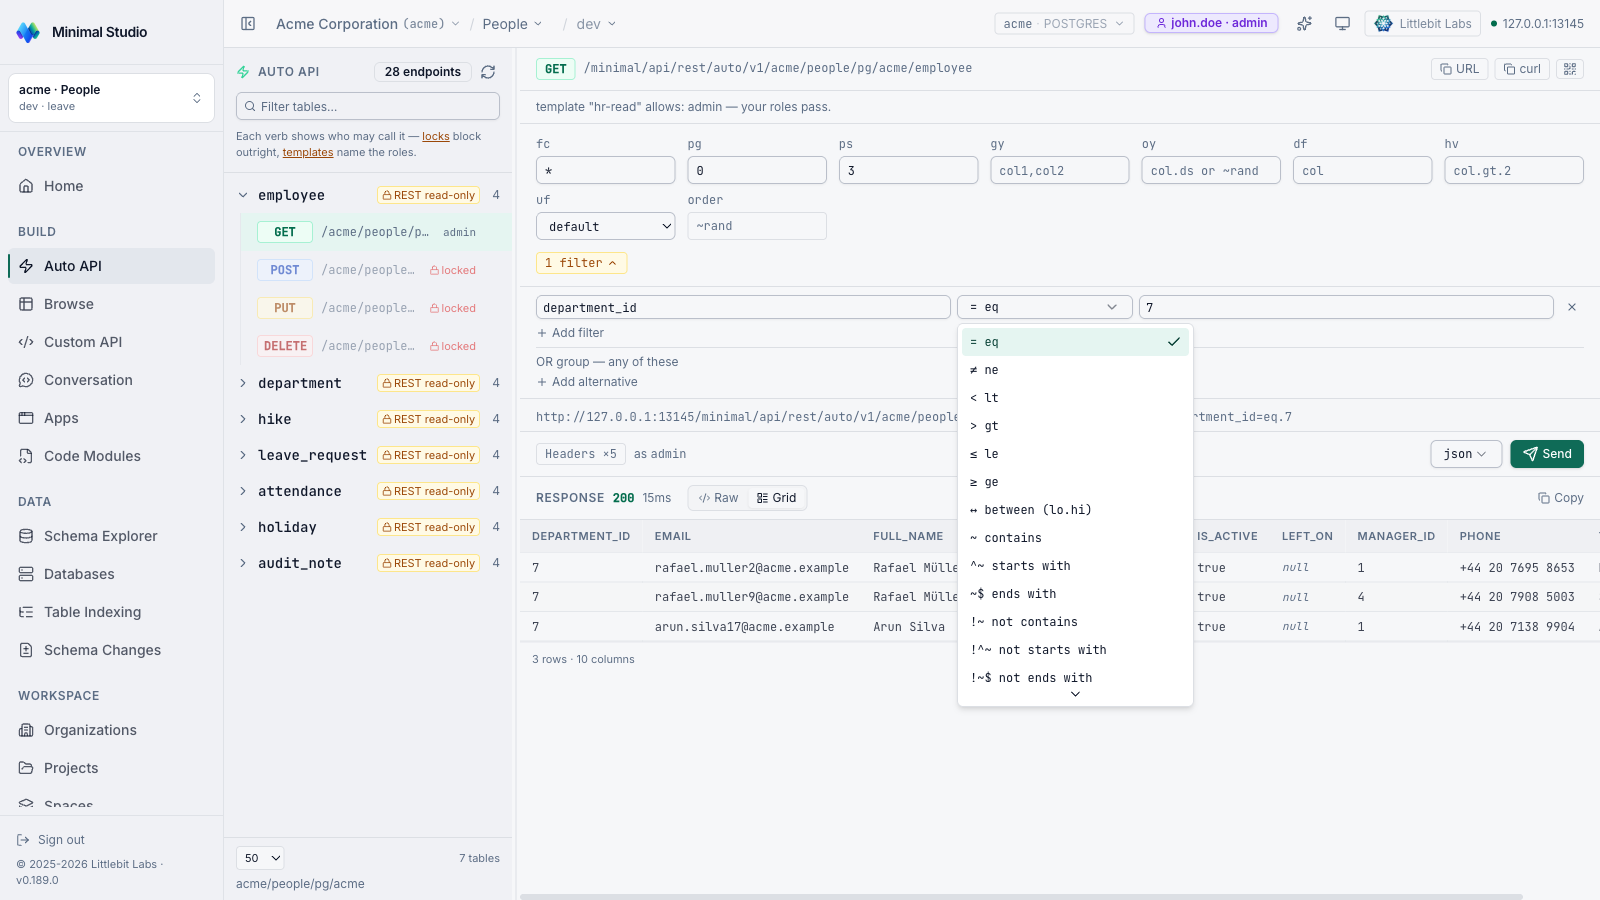 Minimal Studio
acme · People
dev · leave
OVERVIEW
Home
BUILD
Auto API
Browse
Custom API
Conversation
Apps
Code Modules
DATA
Schema Explorer
Databases
Table Indexing
Schema Changes
WORKSPACE
Organizations
Projects
Spaces
Sign out
© 2025-2026 Littlebit Labs ·
v0.189.0
Acme Corporation (acme) / People / dev
acme · POSTGRES
john.doe · admin
Littlebit Labs
127.0.0.1:13145
AUTO API
28 endpoints
Filter tables...
Each verb shows who may call it — locks block
outright, templates name the roles.
employee REST read-only 4
GET /acme/people/p… admin
POST /acme/people… locked
PUT /acme/people… locked
DELETE /acme/people… locked
department REST read-only 4
hike REST read-only 4
leave_request REST read-only 4
attendance REST read-only 4
holiday REST read-only 4
audit_note REST read-only 4
50
7 tables
acme/people/pg/acme
GET /minimal/api/rest/auto/v1/acme/people/pg/acme/employee
URL
curl
template "hr-read" allows: admin — your roles pass.
fc pg ps gy oy df hv
* 0 3 col1,col2 col.ds or ~rand col col.gt.2
uf order
default ~rand
1 filter
department_id = eq 7
+ Add filter
OR group — any of these
+ Add alternative
http://127.0.0.1:13145/minimal/api/rest/auto/v1/acme/people rtment_id=eq.7
Headers ×5 as admin
json
Send
RESPONSE 200 15ms Raw Grid
Copy
DEPARTMENT_ID EMAIL FULL_NAME IS_ACTIVE LEFT_ON MANAGER_ID PHONE
7 rafael.muller2@acme.example Rafael Mülle true null 1 +44 20 7695 8653
7 rafael.muller9@acme.example Rafael Mülle true null 4 +44 20 7908 5003
7 arun.silva17@acme.example Arun Silva true null 1 +44 20 7138 9904
3 rows · 10 columns
= eq
≠ ne
< lt
> gt
≤ le
≥ ge
↔ between (lo.hi)
~ contains
^~ starts with
~$ ends with
!~ not contains
!^~ not starts with
!~$ not ends with